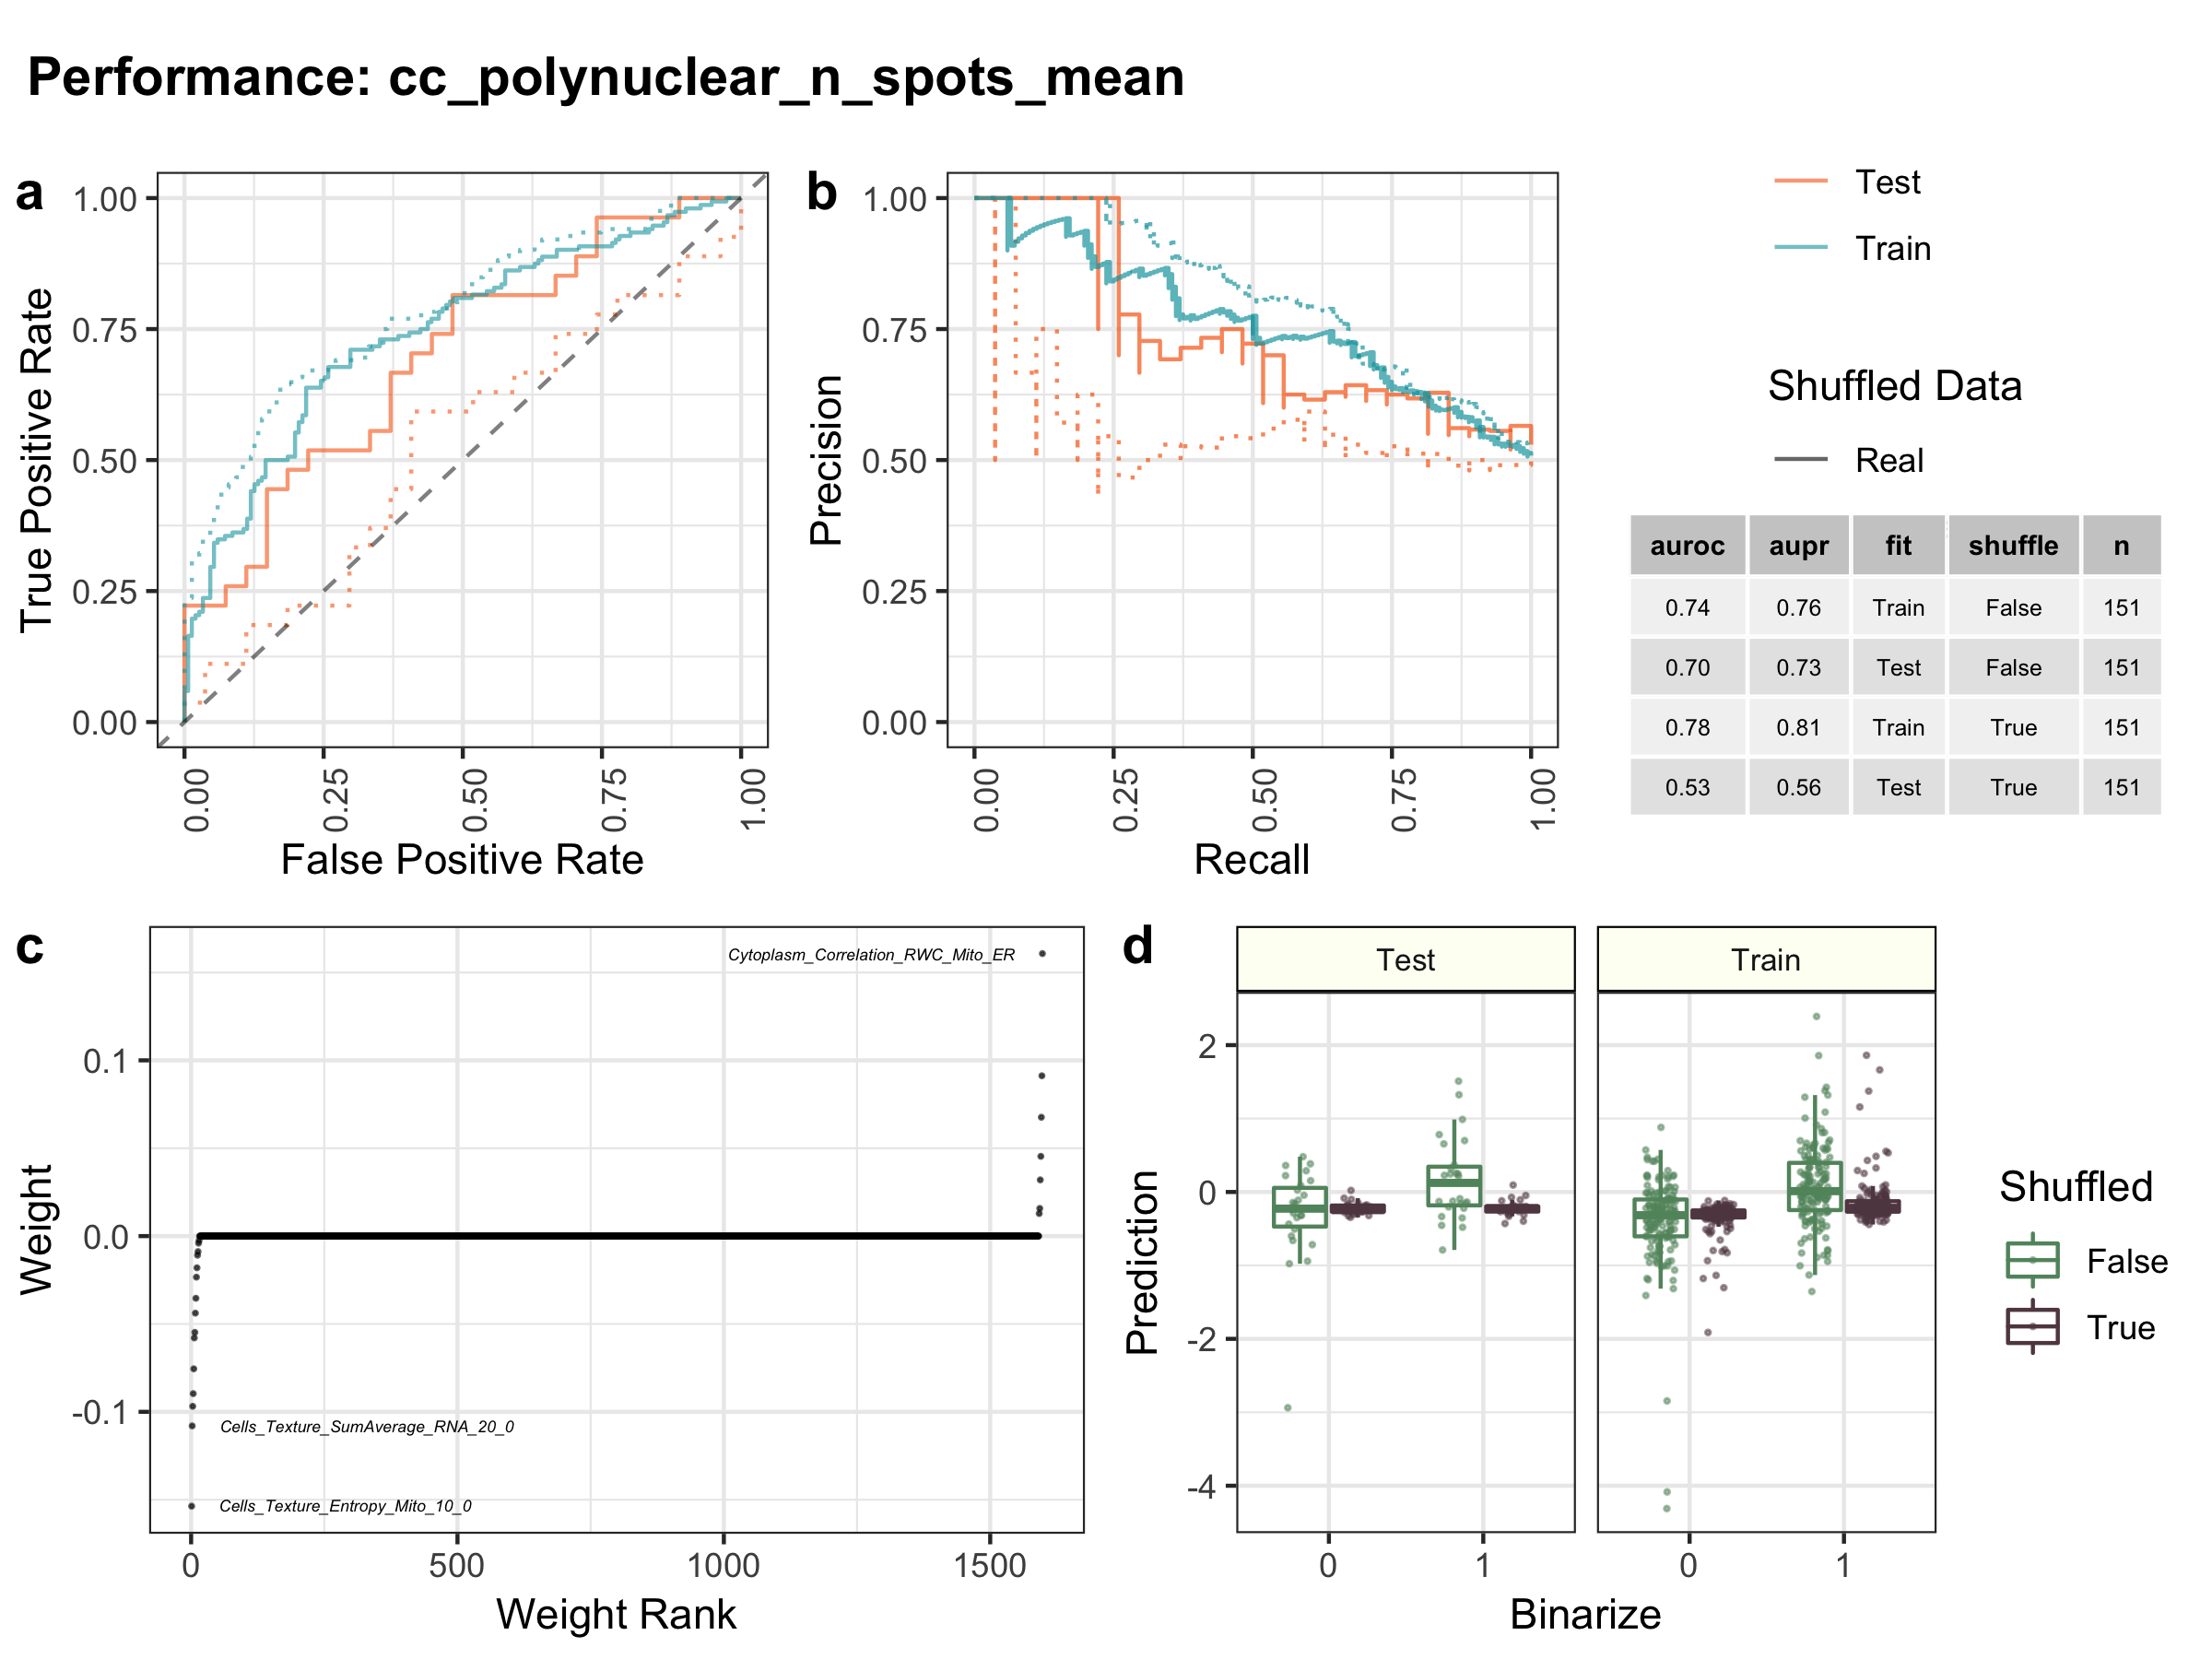 Performance: cc_polynuclear_n_spots_mean
a
1.00
0.75
0.50
0.25
0.00
True Positive Rate
0.00
0.25
0.50
0.75
1.00
False Positive Rate
b
1.00
0.75
0.50
0.25
0.00
Precision
0.00
0.25
0.50
0.75
1.00
Recall
Test
Train
Shuffled Data
Real
auroc aupr fit shuffle n
0.74 0.76 Train False 151
0.70 0.73 Test False 151
0.78 0.81 Train True 151
0.53 0.56 Test True 151
c
Cytoplasm_Correlation_RWC_Mito_ER
0.1
0.0
-0.1
Weight
Cells_Texture_SumAverage_RNA_20_0
Cells_Texture_Entropy_Mito_10_0
0 500 1000 1500
Weight Rank
d
Test Train
2
0
-2
-4
Prediction
0 1 0 1
Binarize
Shuffled
False
True